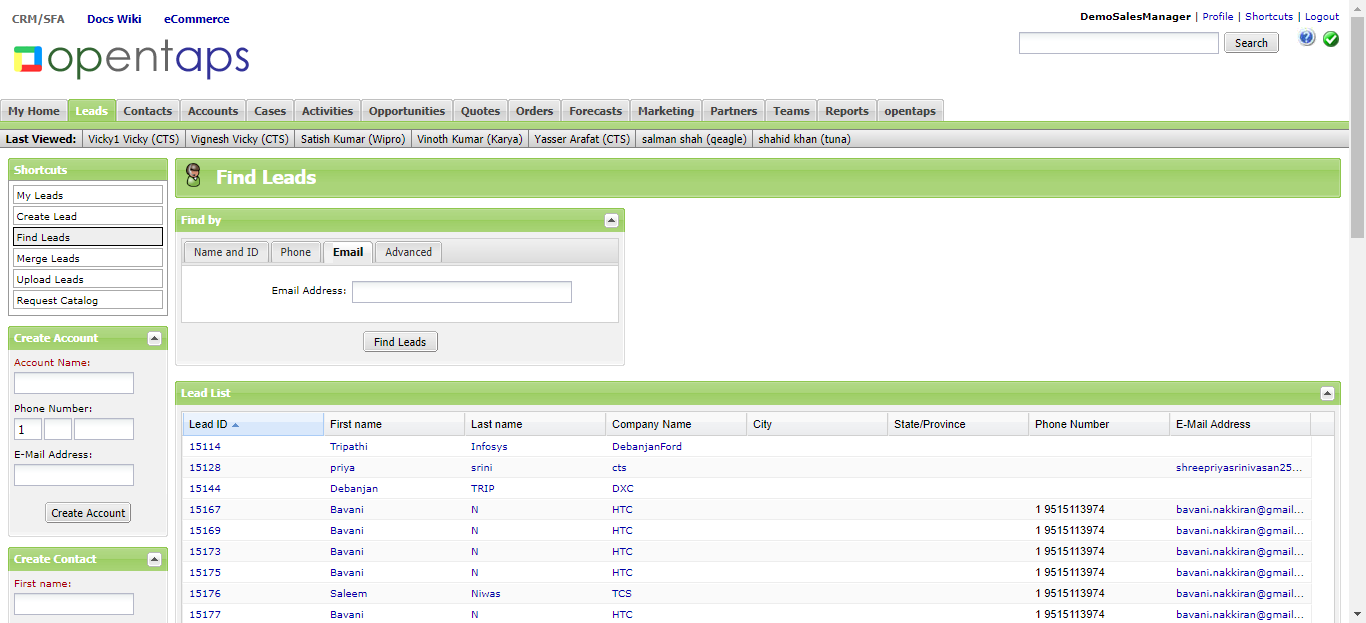 CRM/SFA Docs Wiki eCommerce
DemoSalesManager | Profile | Shortcuts | Logout
opentaps
Search
My Home Leads Contacts Accounts Cases Activities Opportunities Quotes Orders Forecasts Marketing Partners Teams Reports opentaps
Last Viewed: Vicky1 Vicky (CTS) Vignesh Vicky (CTS) Satish Kumar (Wipro) Vinoth Kumar (Karya) Yasser Arafat (CTS) salman shah (qeagle) shahid khan (tuna)
Shortcuts
My Leads
Create Lead
Find Leads
Merge Leads
Upload Leads
Request Catalog
Create Account
Account Name:
Phone Number:
1
E-Mail Address:
Create Account
Create Contact
First name:
Find Leads
Find by
Name and ID Phone Email Advanced
Email Address:
Find Leads
Lead List
Lead ID First name Last name Company Name City State/Province Phone Number E-Mail Address
15114 Tripathi Infosys DebanjanFord
15128 priya srini cts shreepriyasrinivasan25...
15144 Debanjan TRIP DXC
15167 Bavani N HTC 1 9515113974 bavani.nakkiran@gmail...
15169 Bavani N HTC 1 9515113974 bavani.nakkiran@gmail...
15173 Bavani N HTC 1 9515113974 bavani.nakkiran@gmail...
15175 Bavani N HTC 1 9515113974 bavani.nakkiran@gmail...
15176 Saleem Niwas TCS 1 9515113974 bavani.nakkiran@gmail...
15177 Bavani N HTC 1 9515113974 bavani.nakkiran@gmail...